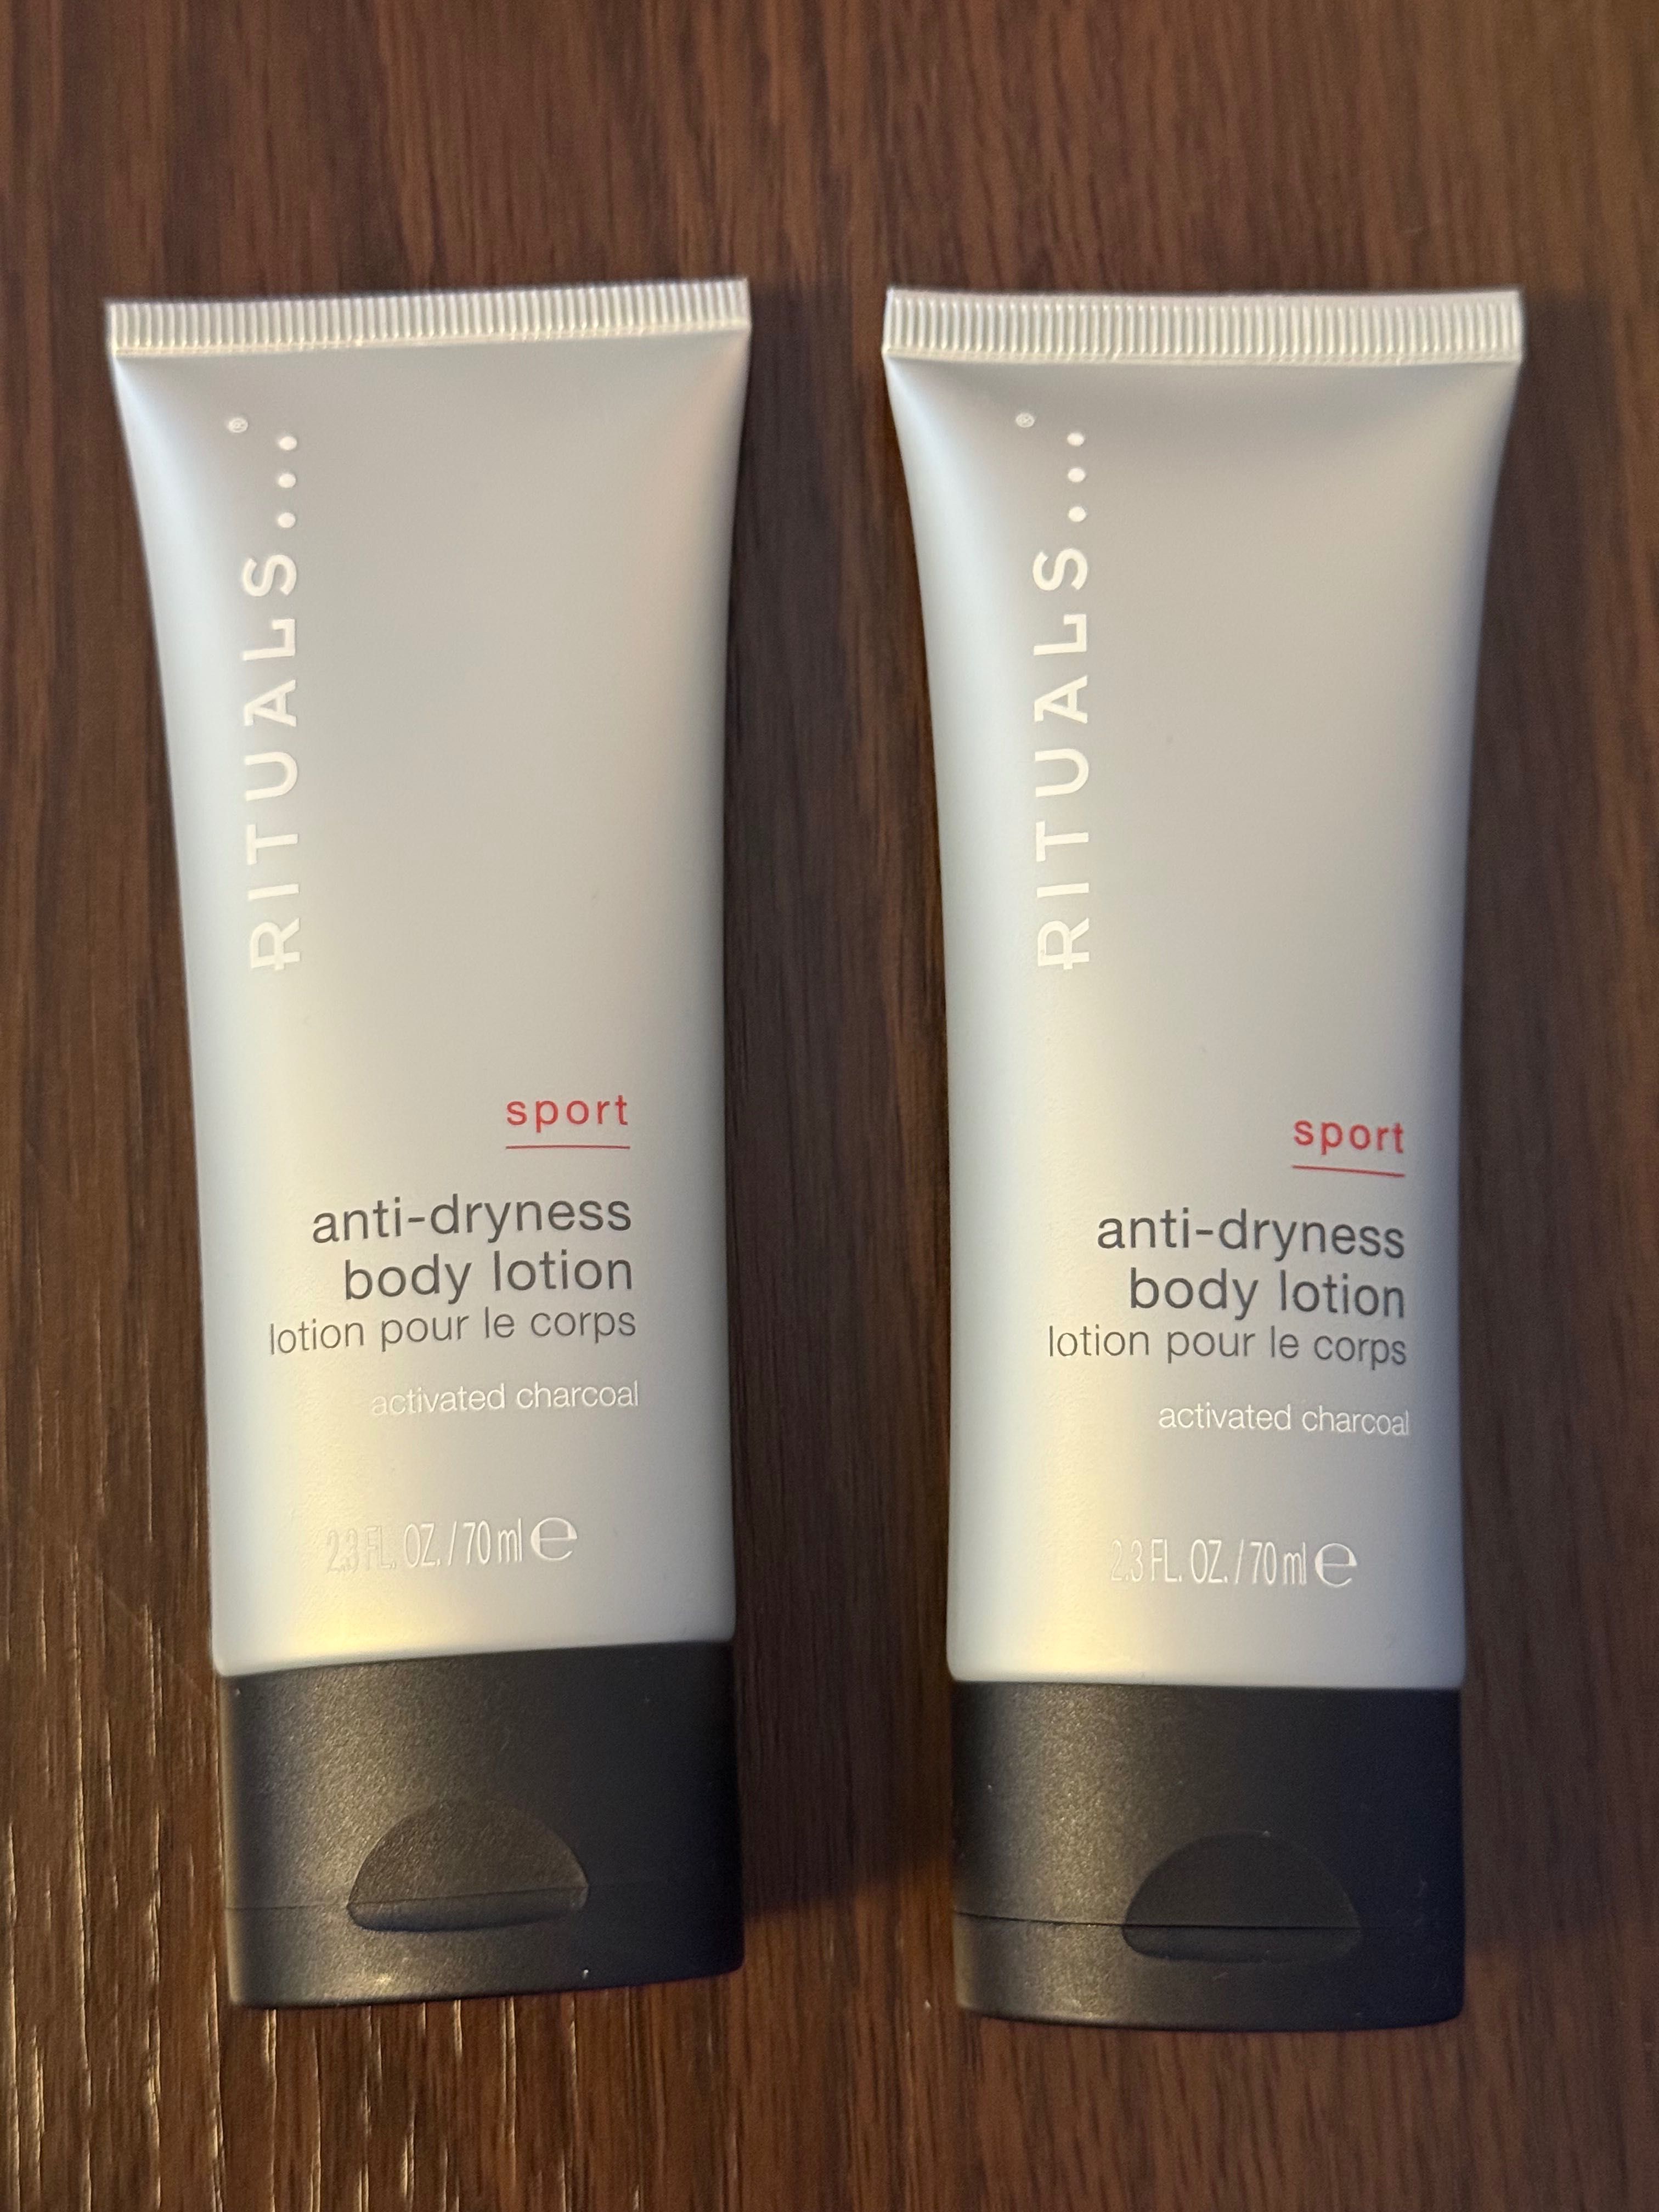 RITUALS...®
sport
anti-dryness
body lotion
lotion pour le corps
activated charcoal
2.3 FL. OZ. / 70 ml ℮
RITUALS...®
sport
anti-dryness
body lotion
lotion pour le corps
activated charcoal
2.3 FL. OZ. / 70 ml ℮